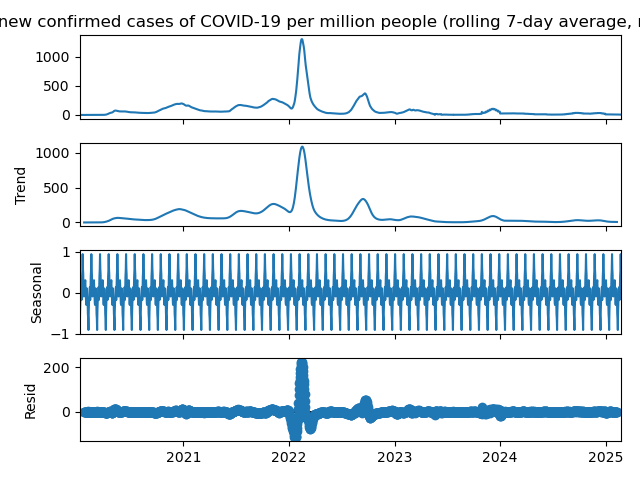 new confirmed cases of COVID-19 per million people (rolling 7-day average,
1000
500
0
Trend
1000
500
0
Seasonal
1
0
−1
Resid
200
0
2021 2022 2023 2024 2025